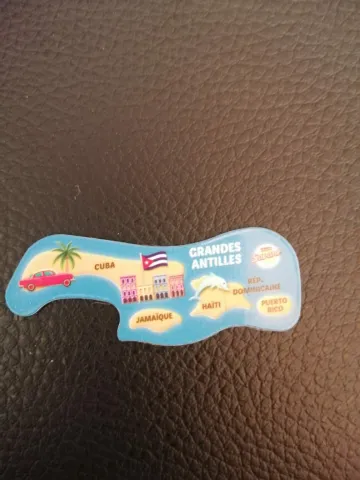 GRANDES
ANTILLES
CUBA
RÉP.
DOMINICAINE
HAÏTI
PUERTO
RICO
JAMAÏQUE